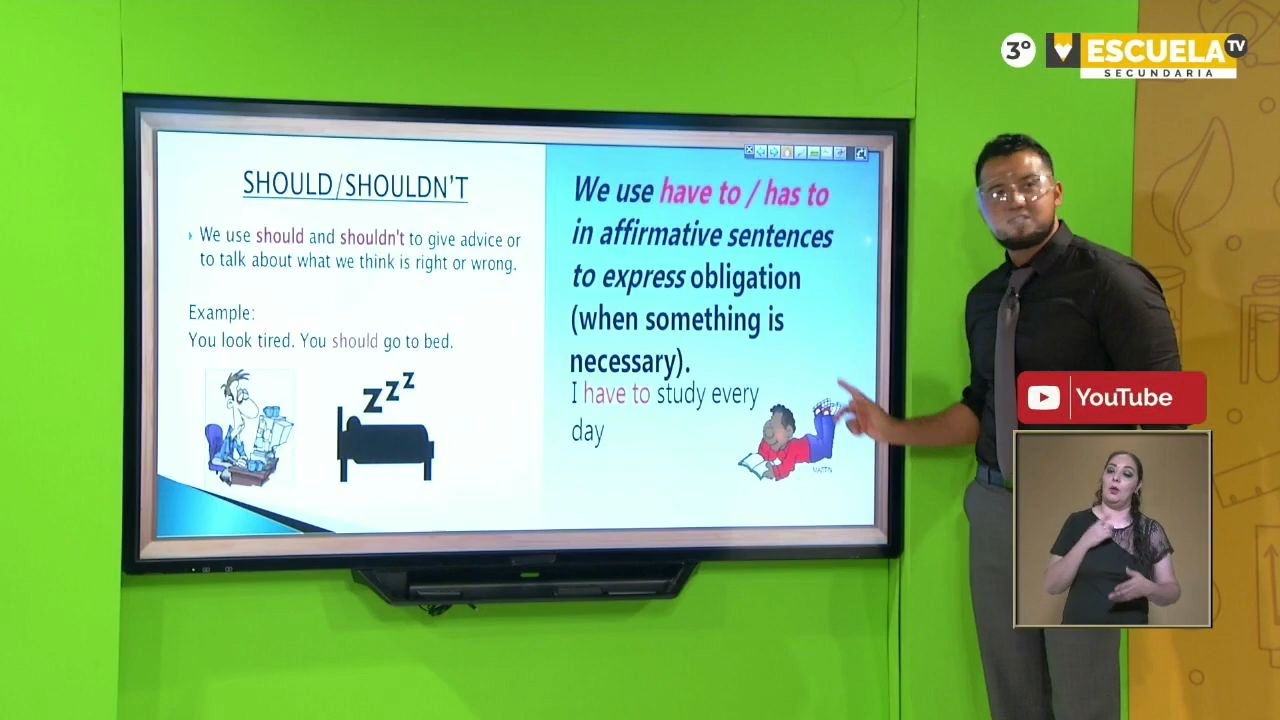 3º
ESCUELA TV
SECUNDARIA
SHOULD/SHOULDN'T
We use should and shouldn't to give advice or
to talk about what we think is right or wrong.
Example:
You look tired. You should go to bed.
z z z
We use have to / has to
in affirmative sentences
to express obligation
(when something is
necessary).
I have to study every
day
MARTIN
YouTube